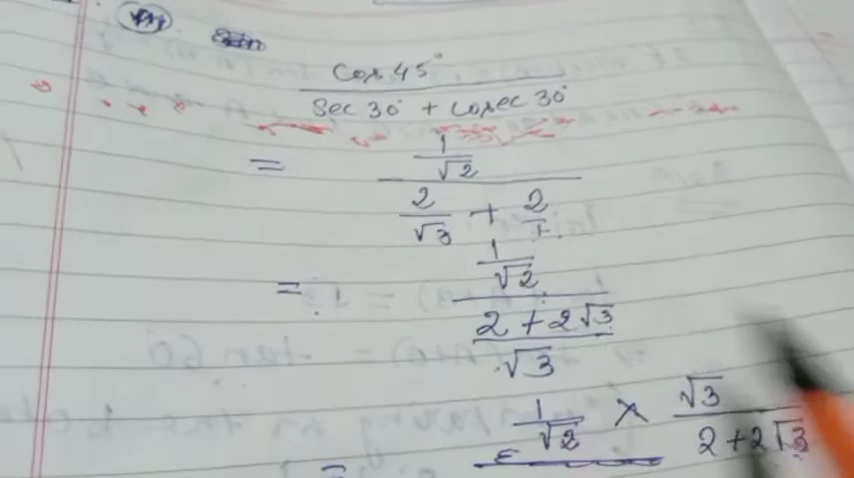 cos 45°
sec 30° + cosec 30°
= 1/√2
2/√3 + 2/1
= 1/√2
2 + 2√3
√3
= 1/√2 × √3/2+2√3